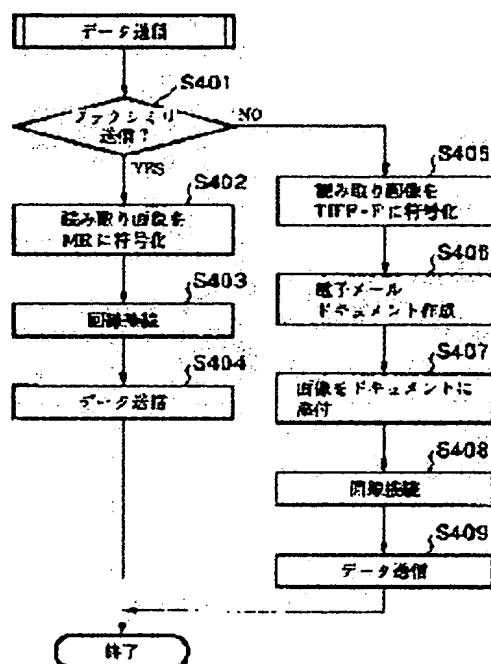 データ送信
S401
ファクシミリ
送信？
NO
YES
S402
読み取り画像を
MRに符号化
S403
回線接続
S404
データ送信
S405
読み取り画像を
TIFF-Fに符号化
S406
電子メール
ドキュメント作成
S407
画像をドキュメントに
添付
S408
回線接続
S409
データ送信
終了